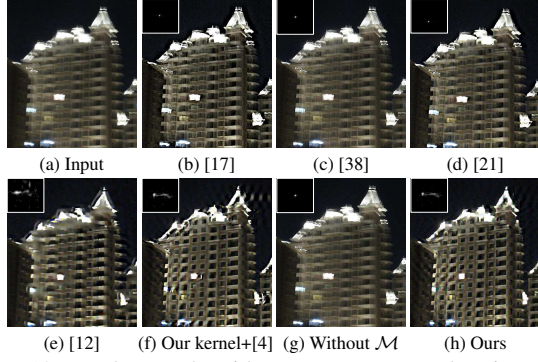 (a) Input
(b) [17]
(c) [38]
(d) [21]
(e) [12]
(f) Our kernel+[4]
(g) Without ℳ
(h) Ours